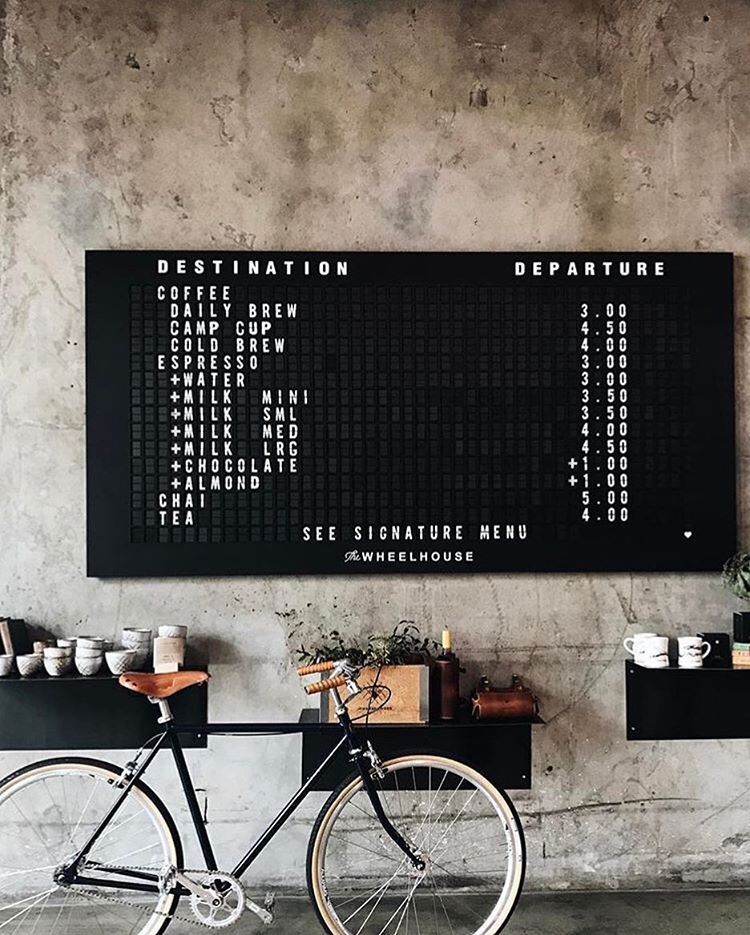 DESTINATION DEPARTURE
COFFEE
DAILY BREW 3.00
CAMP CUP 4.50
COLD BREW 4.00
ESPRESSO 3.00
+WATER 3.00
+MILK MINI 3.50
+MILK SML 3.50
+MILK MED 4.00
+MILK LRG 4.50
+CHOCOLATE +1.00
+ALMOND +1.00
CHAI 5.00
TEA 4.00
SEE SIGNATURE MENU
The WHEELHOUSE